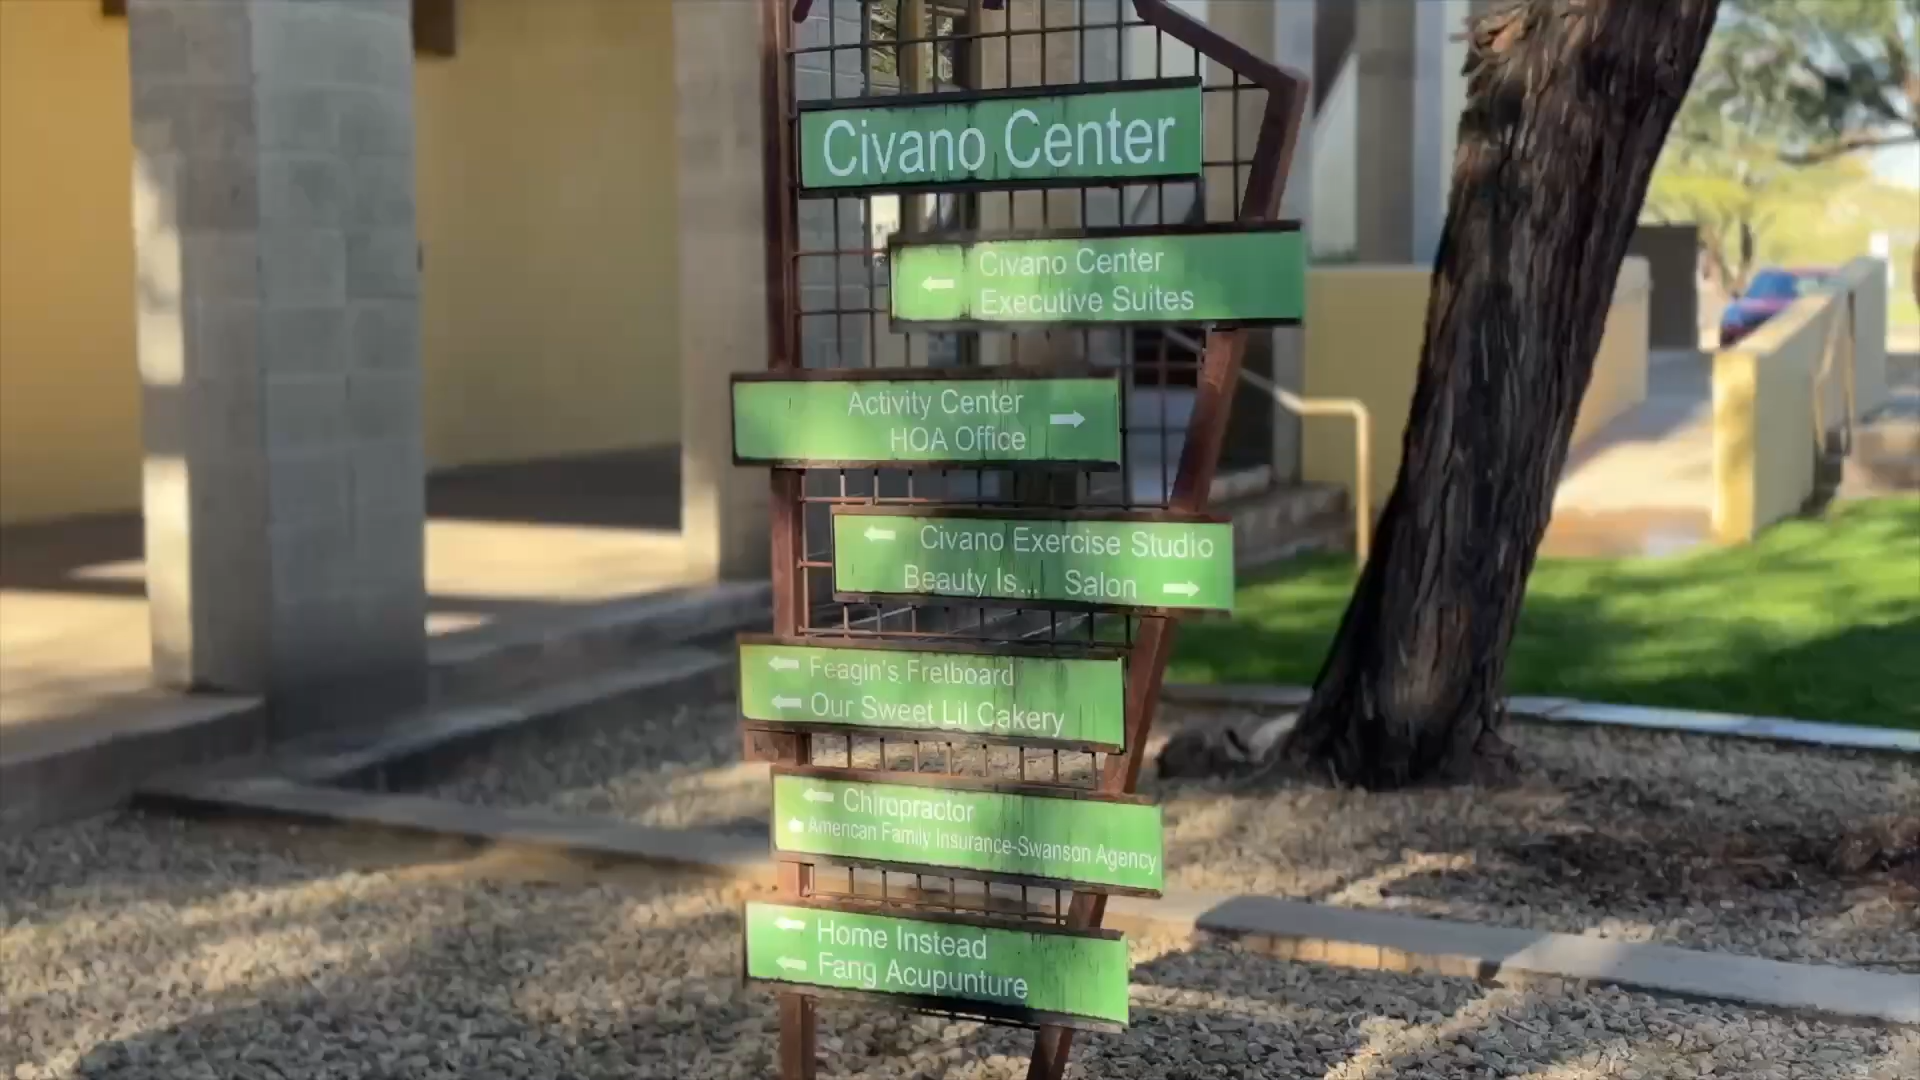 Civano Center
Civano Center
Executive Suites
Activity Center
HOA Office
Civano Exercise Studio
Beauty Is... Salon
Feagin's Fretboard
Our Sweet Lil Cakery
Chiropractor
American Family Insurance-Swanson Agency
Home Instead
Fang Acupunture